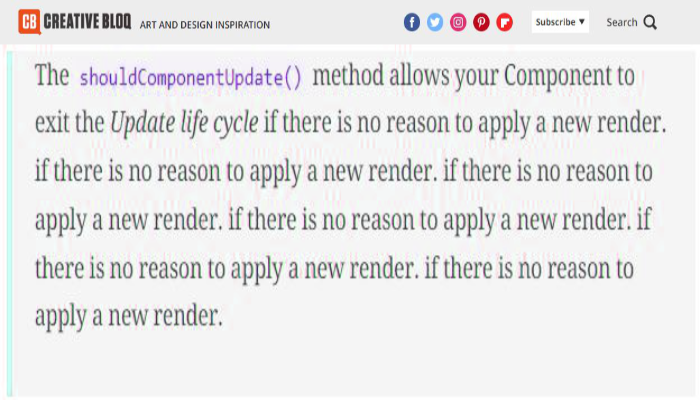 CB CREATIVE BLOQ ART AND DESIGN INSPIRATION Subscribe ▼ Search
The shouldComponentUpdate() method allows your Component to
exit the Update life cycle if there is no reason to apply a new render.
if there is no reason to apply a new render. if there is no reason to
apply a new render. if there is no reason to apply a new render. if
there is no reason to apply a new render. if there is no reason to
apply a new render.